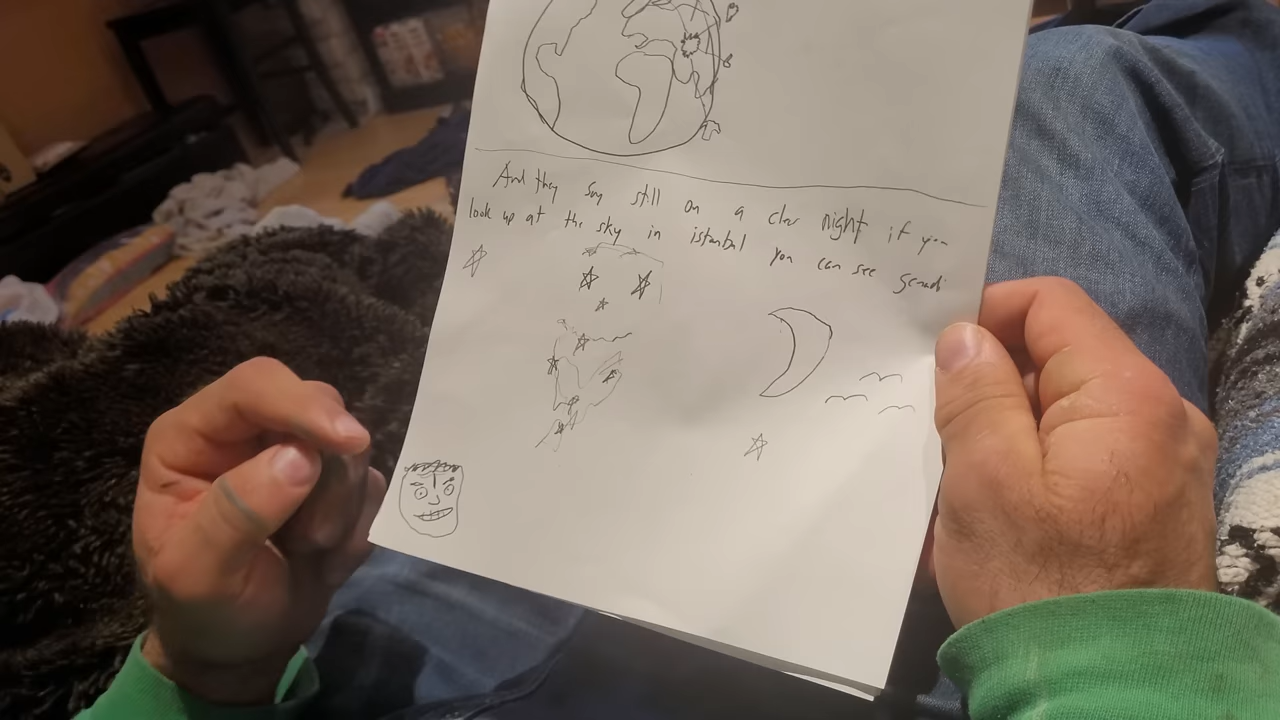 And they say still on a clear night if you
look up at the sky in istanbul you can see